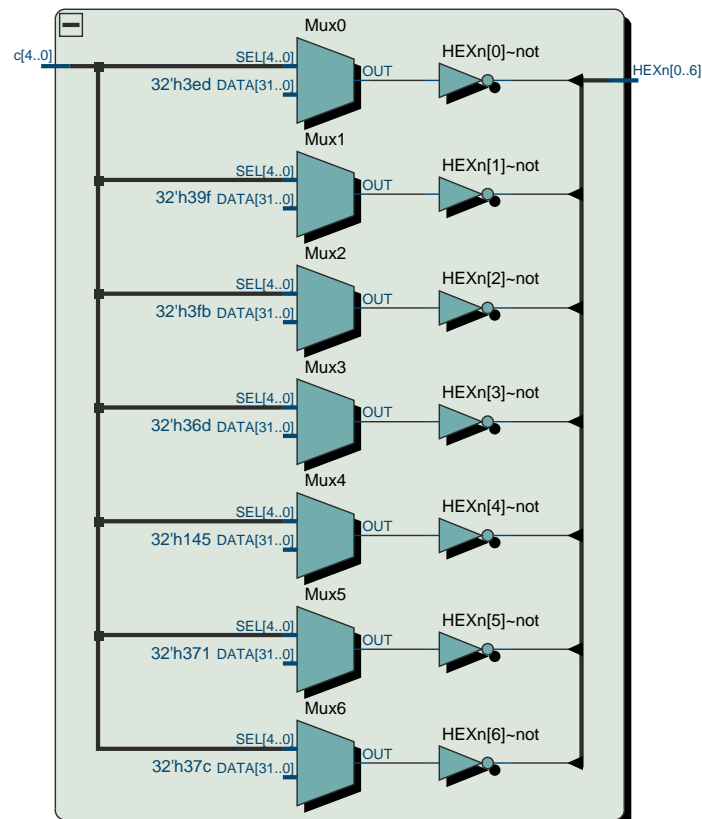 Mux0
c[4..0]
SEL[4..0]
HEXn[0]~not
OUT
HEXn[0..6]
32'h3ed DATA[31..0]
Mux1
SEL[4..0]
HEXn[1]~not
OUT
32'h39f DATA[31..0]
Mux2
SEL[4..0]
HEXn[2]~not
OUT
32'h3fb DATA[31..0]
Mux3
SEL[4..0]
HEXn[3]~not
OUT
32'h36d DATA[31..0]
Mux4
SEL[4..0]
HEXn[4]~not
OUT
32'h145 DATA[31..0]
Mux5
SEL[4..0]
HEXn[5]~not
OUT
32'h371 DATA[31..0]
Mux6
SEL[4..0]
HEXn[6]~not
OUT
32'h37c DATA[31..0]